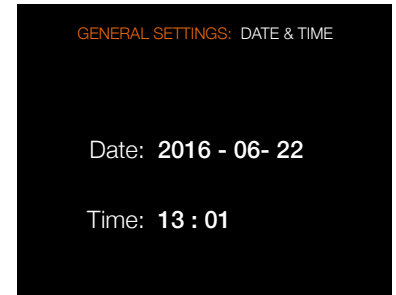 GENERAL SETTINGS: DATE & TIME
Date: 2016 - 06- 22
Time: 13 : 01